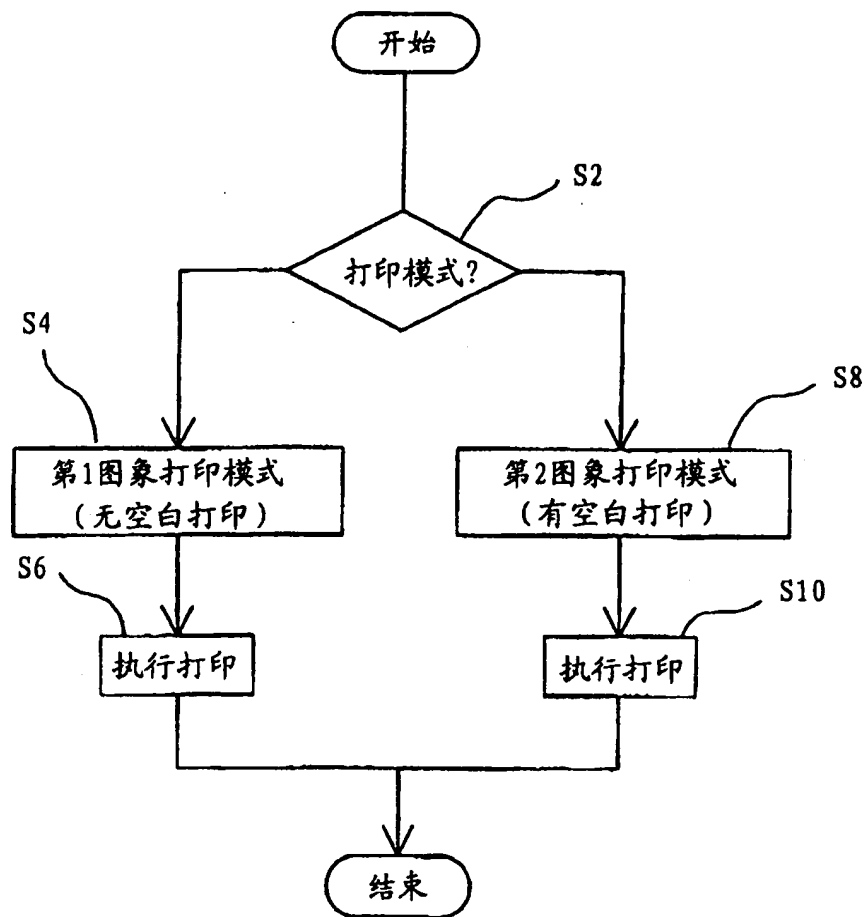 开始
S2
打印模式?
S4
S8
第1图象打印模式
(无空白打印)
第2图象打印模式
(有空白打印)
S6
S10
执行打印
执行打印
结束